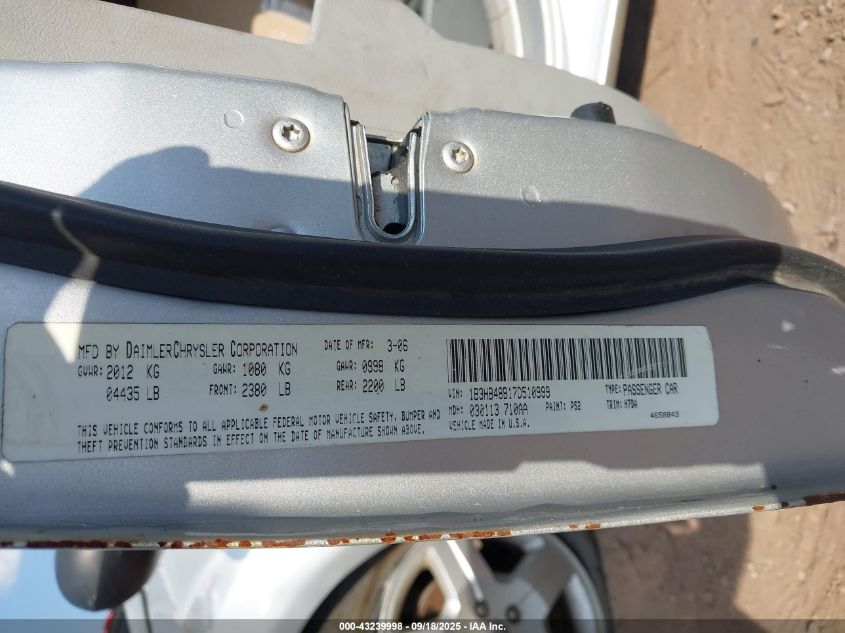 MFD BY DAIMLERCHRYSLER CORPORATION
DATE OF MFR: 3-06
GVWR: 2012 KG
GAWR: 1080 KG
GAWR: 0999 KG
04435 LB
FRONT: 2380 LB
REAR: 2200 LB
THIS VEHICLE CONFORMS TO ALL APPLICABLE FEDERAL MOTOR VEHICLE SAFETY, BUMPER AND
THEFT PREVENTION STANDARDS IN EFFECT ON THE DATE OF MANUFACTURE SHOWN ABOVE.
VIN: 1B3HB48B17D510999
TYPE: PASSENGER CAR
MDH: 030113 710AA
PAINT: PS2
TRIM: H7DA
VEHICLE MADE IN U.S.A.
4658843
000-43239998 - 09/18/2025 - IAA Inc.